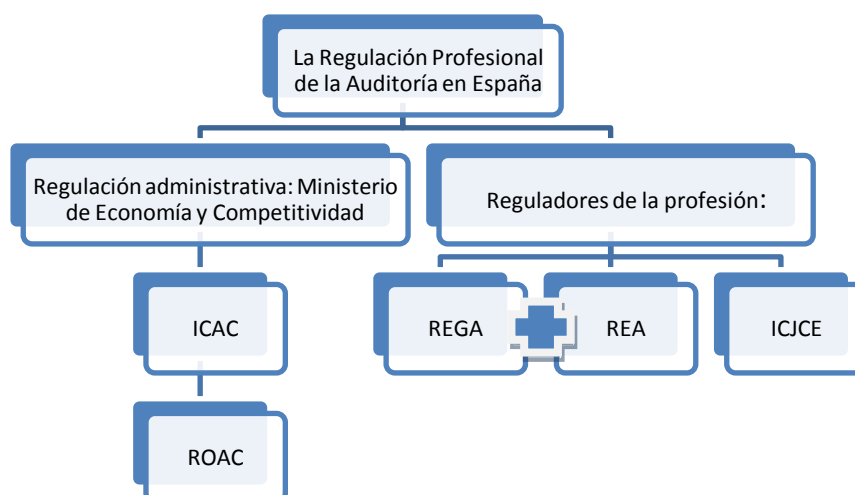 La Regulación Profesional
de la Auditoría en España
Regulación administrativa: Ministerio
de Economía y Competitividad
Reguladores de la profesión:
ICAC
REGA
REA
ICJCE
ROAC